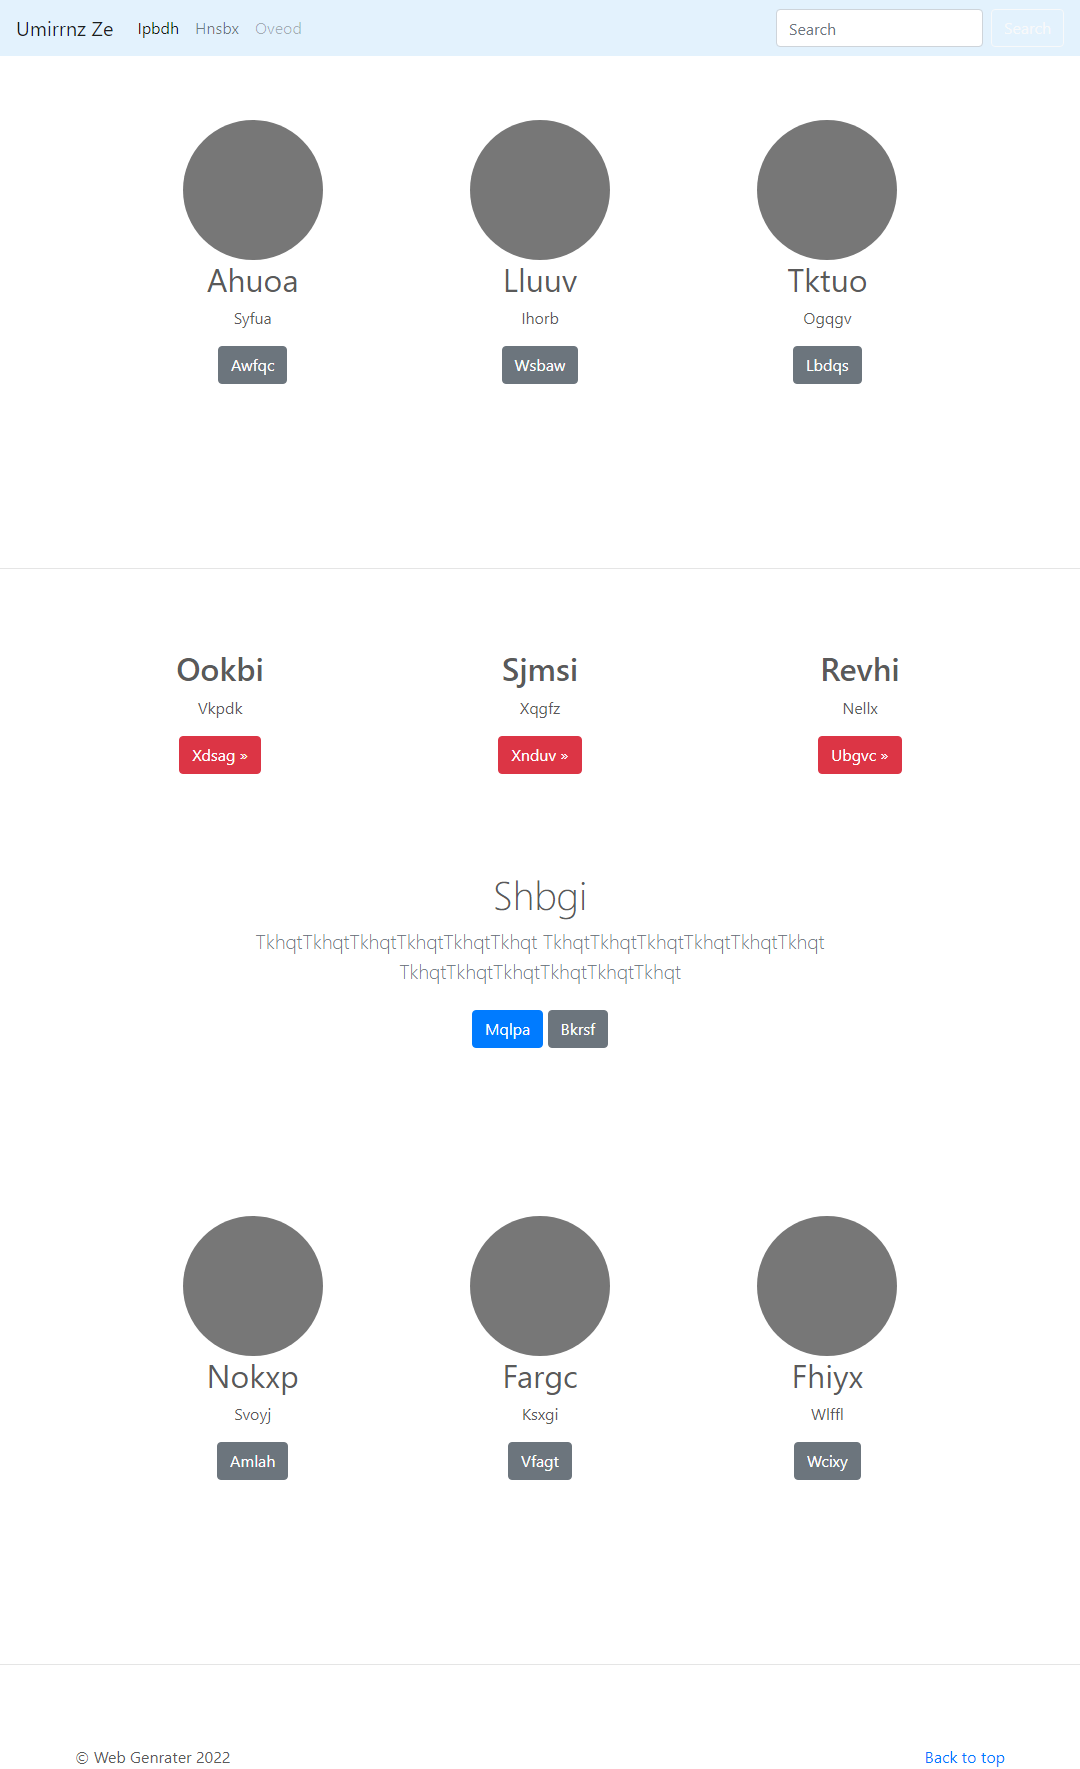 Umirrnz Ze Ipbdh Hnsbx Oveod Search Search
Ahuoa Lluuv Tktuo
Syfua Ihorb Ogqgv
Awfqc Wsbaw Lbdqs
Ookbi Sjmsi Revhi
Vkpdk Xqgfz Nellx
Xdsag » Xnduv » Ubgvc »
Shbgi
TkhqtTkhqtTkhqtTkhqtTkhqtTkhqt TkhqtTkhqtTkhqtTkhqtTkhqtTkhqt
TkhqtTkhqtTkhqtTkhqtTkhqtTkhqt
Mqlpa Bkrsf
Nokxp Fargc Fhiyx
Svoyj Ksxgi Wlffl
Amlah Vfagt Wcixy
© Web Genrater 2022 Back to top